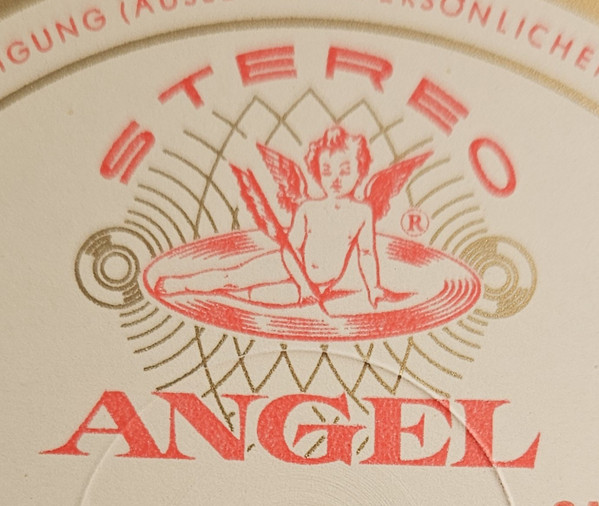 IGUNG (AUS
ERSÖNLICHE
STEREO
®
ANGEL